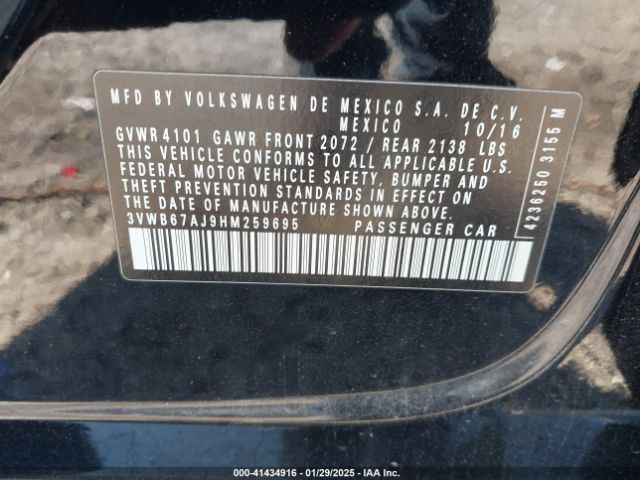 MFD BY VOLKSWAGEN DE MEXICO S.A. DE C.V.
MEXICO 10/16
GVWR 4101 GAWR FRONT 2072 / REAR 2138 LBS
THIS VEHICLE CONFORMS TO ALL APPLICABLE U.S.
FEDERAL MOTOR VEHICLE SAFETY, BUMPER AND
THEFT PREVENTION STANDARDS IN EFFECT ON
THE DATE OF MANUFACTURE SHOWN ABOVE.
3VWB67AJ9HM259695 PASSENGER CAR
4236250 3155 M
000-41434916 - 01/29/2025 - IAA Inc.